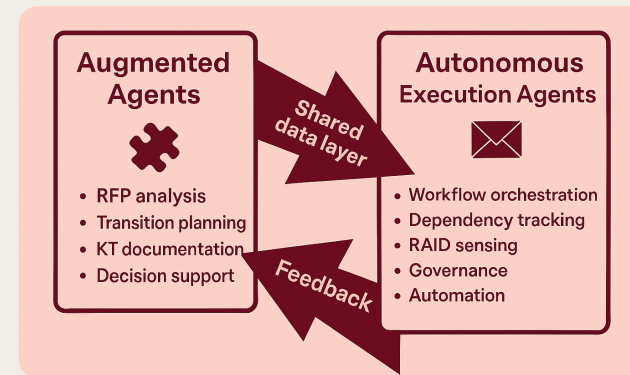 Augmented
Agents
• RFP analysis
• Transition planning
• KT documentation
• Decision support
Shared
data layer
Feedback
Autonomous
Execution Agents
• Workflow orchestration
• Dependency tracking
• RAID sensing
• Governance
• Automation